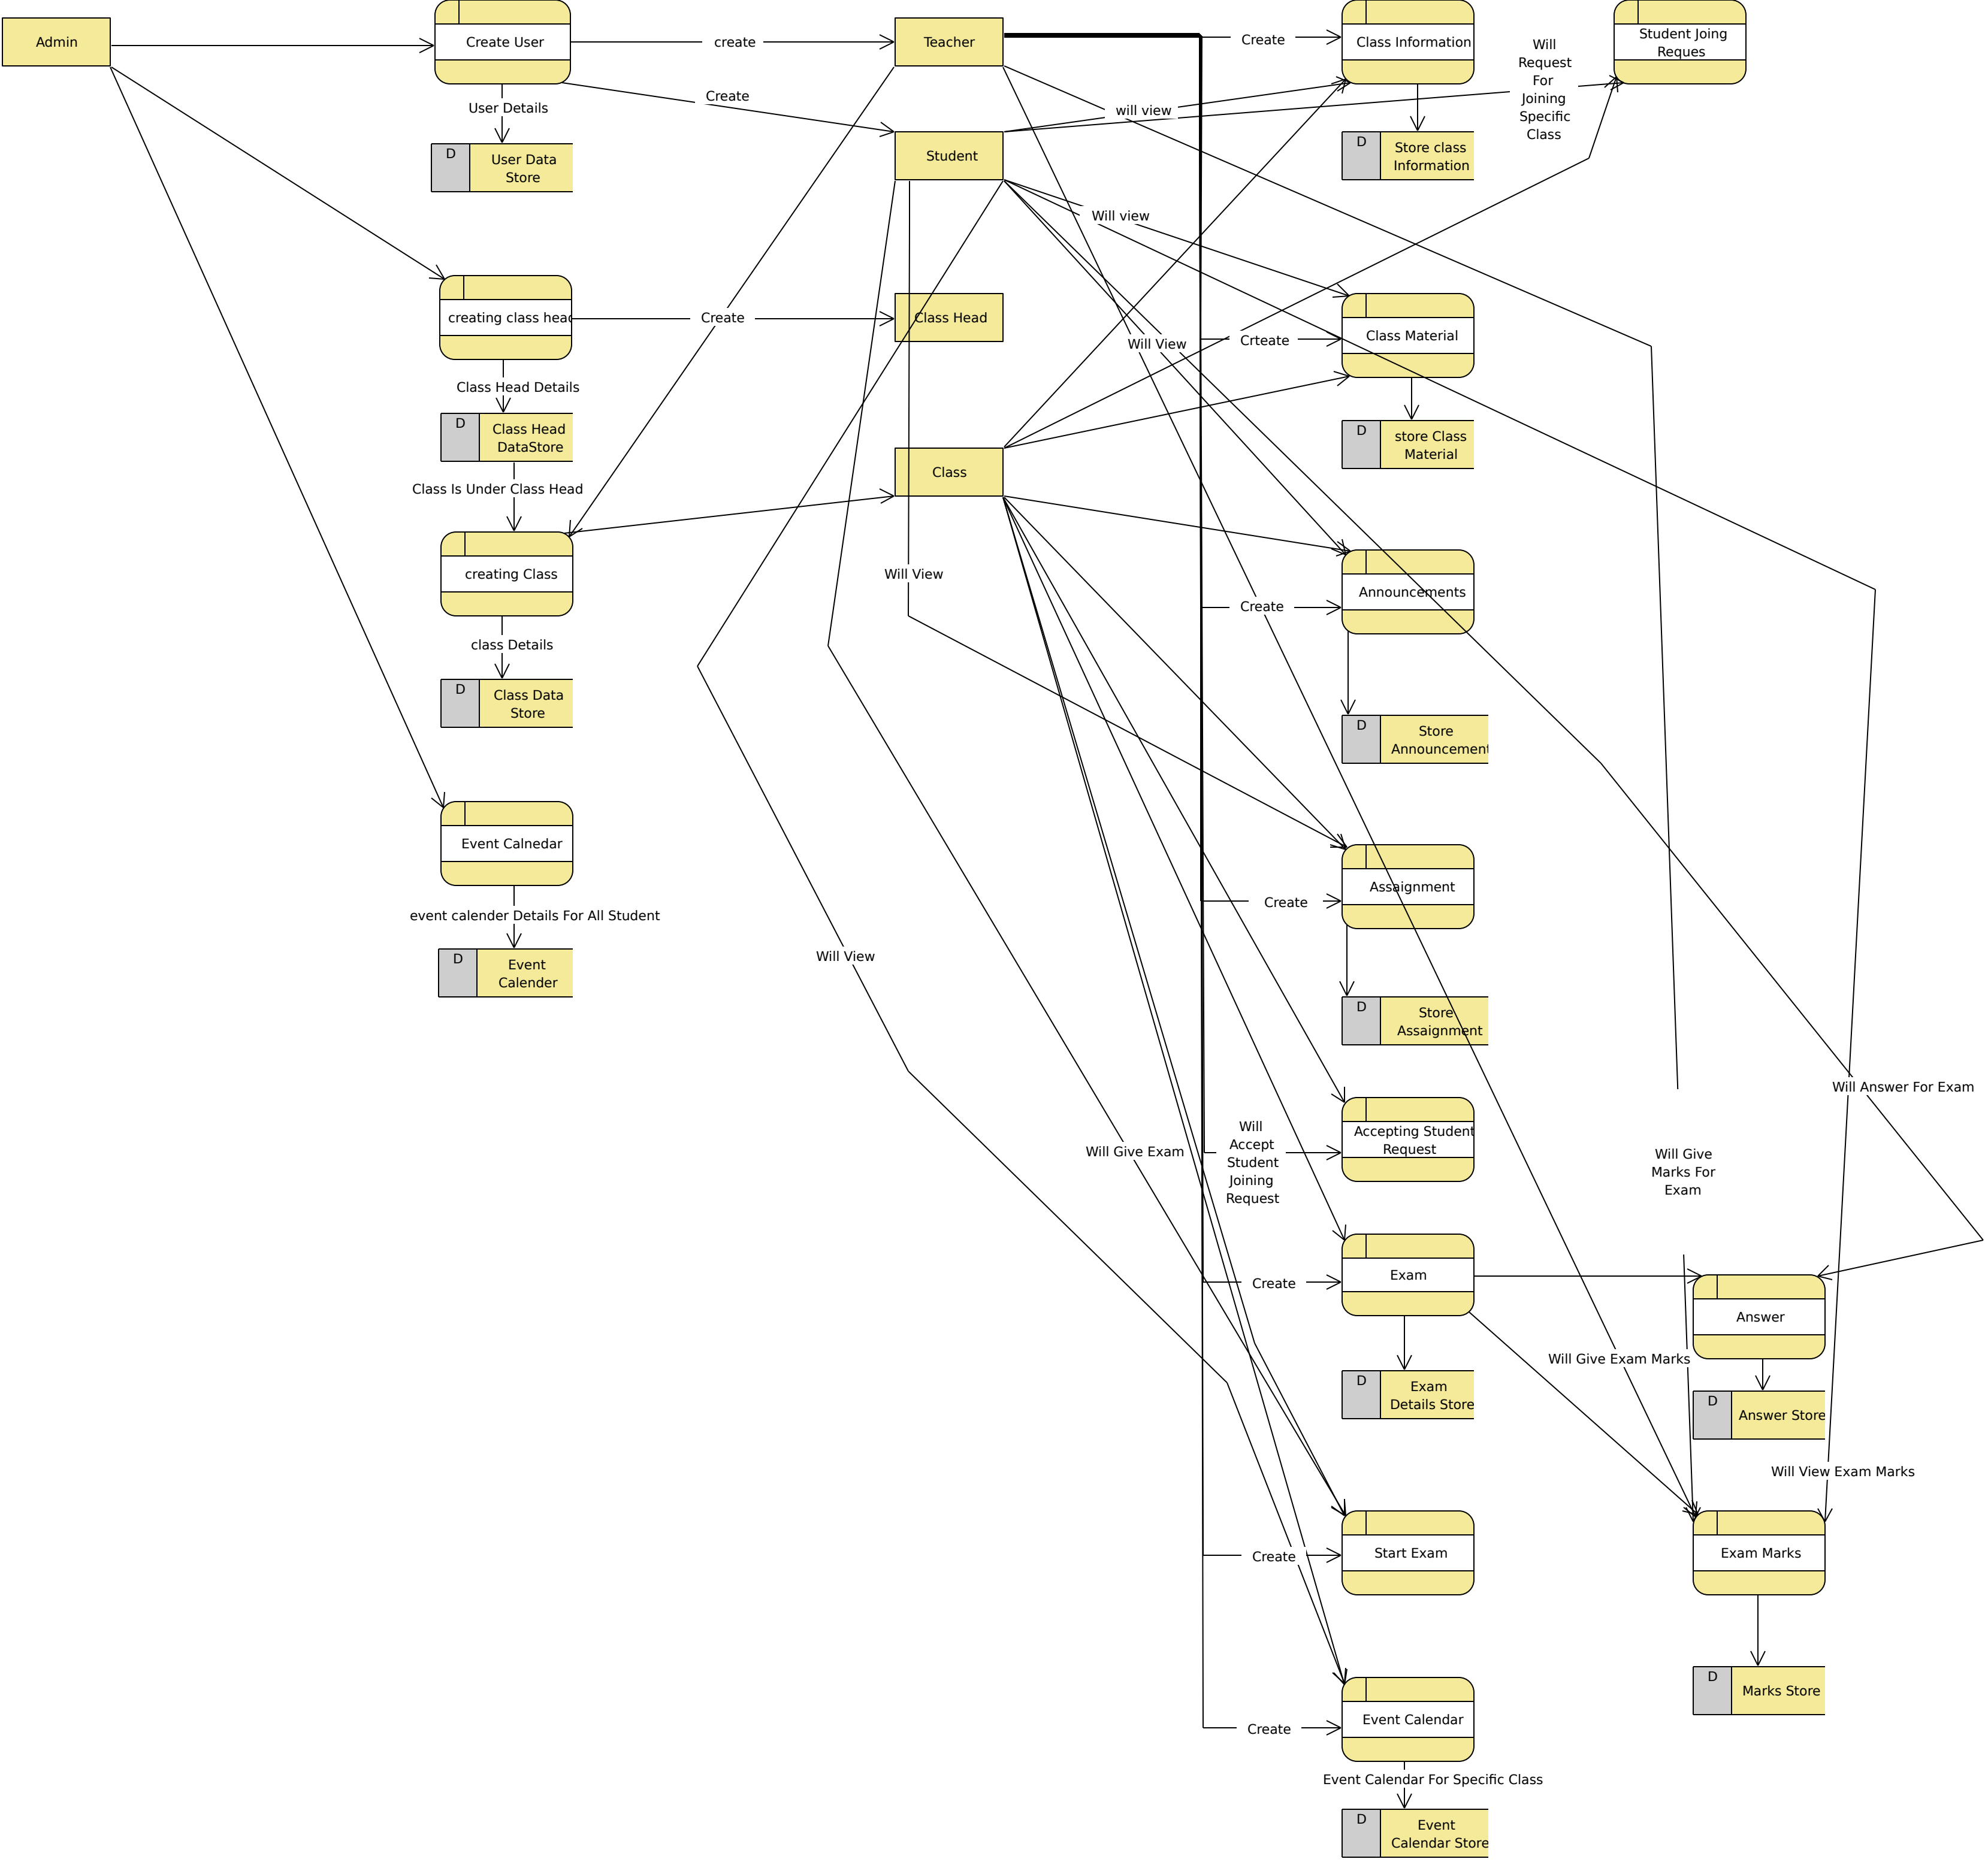 Admin
Create User
create
Teacher
Create
Class Information
Will
Request
For
Joining
Specific
Class
Student Joing
Reques
User Details
Create
will view
D
User Data
Store
Student
D
Store class
Information
Will view
creating class head
Create
Class Head
Will View
Crteate
Class Material
Class Head Details
D
Class Head
DataStore
D
store Class
Material
Class Is Under Class Head
Class
creating Class
Will View
Create
Announcements
class Details
D
Class Data
Store
D
Store
Announcement
Event Calnedar
Create
Assaignment
event calender Details For All Student
D
Event
Calender
Will View
D
Store
Assaignment
Will Answer For Exam
Will Give Exam
Will
Accept
Student
Joining
Request
Accepting Student
Request
Will Give
Marks For
Exam
Create
Exam
Answer
Will Give Exam Marks
D
Exam
Details Store
D
Answer Store
Will View Exam Marks
Create
Start Exam
Exam Marks
D
Marks Store
Create
Event Calendar
Event Calendar For Specific Class
D
Event
Calendar Store